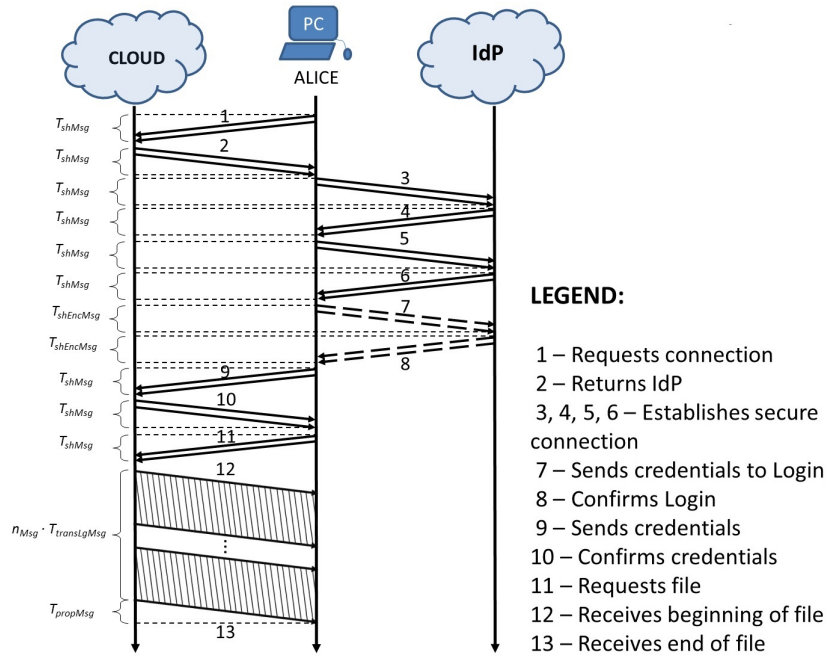 CLOUD
PC
ALICE
IdP
T_shMsg
1
T_shMsg
2
T_shMsg
3
T_shMsg
4
T_shMsg
5
T_shMsg
6
T_shEncMsg
7
T_shEncMsg
8
T_shMsg
9
T_shMsg
10
T_shMsg
11
12
n_Msg · T_transLgMsg
⋮
T_propMsg
13
LEGEND:
1 – Requests connection
2 – Returns IdP
3, 4, 5, 6 – Establishes secure
connection
7 – Sends credentials to Login
8 – Confirms Login
9 – Sends credentials
10 – Confirms credentials
11 – Requests file
12 – Receives beginning of file
13 – Receives end of file